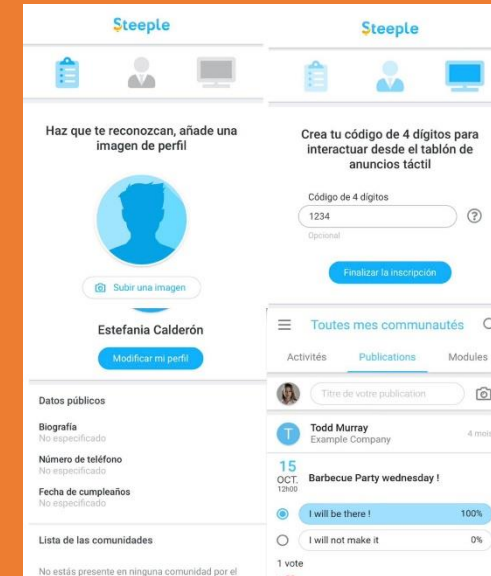 Steeple
Haz que te reconozcan, añade una
imagen de perfil
Subir una imagen
Estefania Calderón
Modificar mi perfil
Datos públicos
Biografía
No especificado
Número de teléfono
No especificado
Fecha de cumpleaños
No especificado
Lista de las comunidades
No estás presente en ninguna comunidad por el
Steeple
Crea tu código de 4 dígitos para
interactuar desde el tablón de
anuncios táctil
Código de 4 dígitos
1234
?
Opcional
Finalizar la inscripción
Toutes mes communautés
Activités Publications Modules
Titre de votre publication
T
Todd Murray
Example Company
4 mois
15
OCT.
12h00
Barbecue Party wednesday !
I will be there ! 100%
I will not make it 0%
1 vote